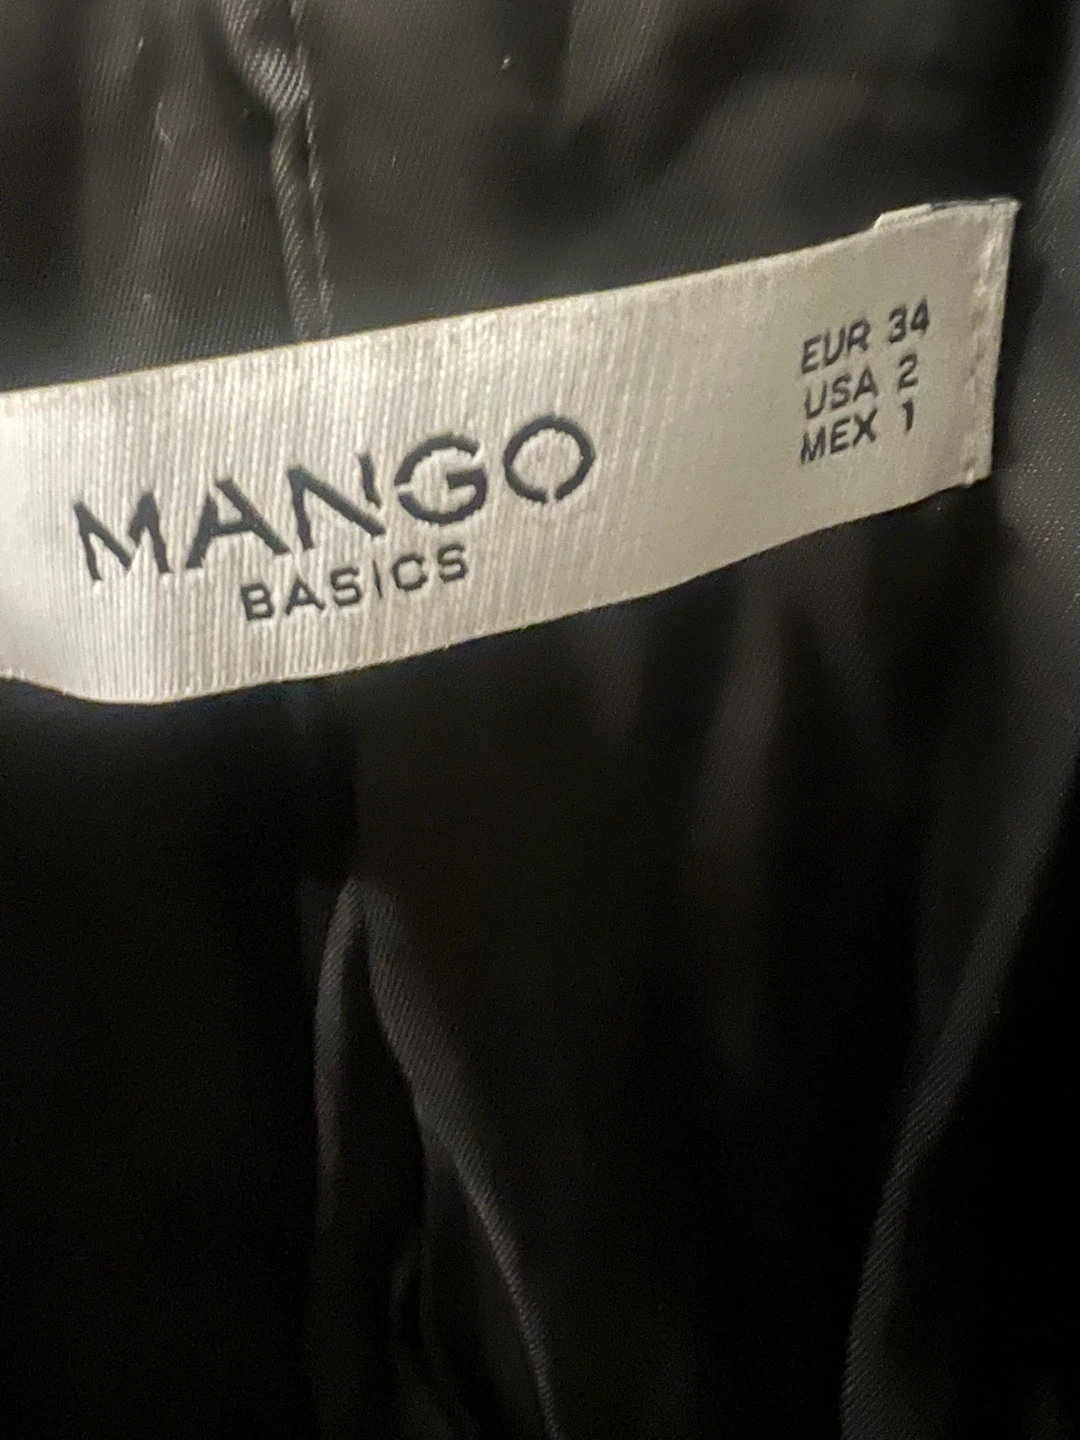 MANGO
BASICS
EUR 34
USA 2
MEX 1